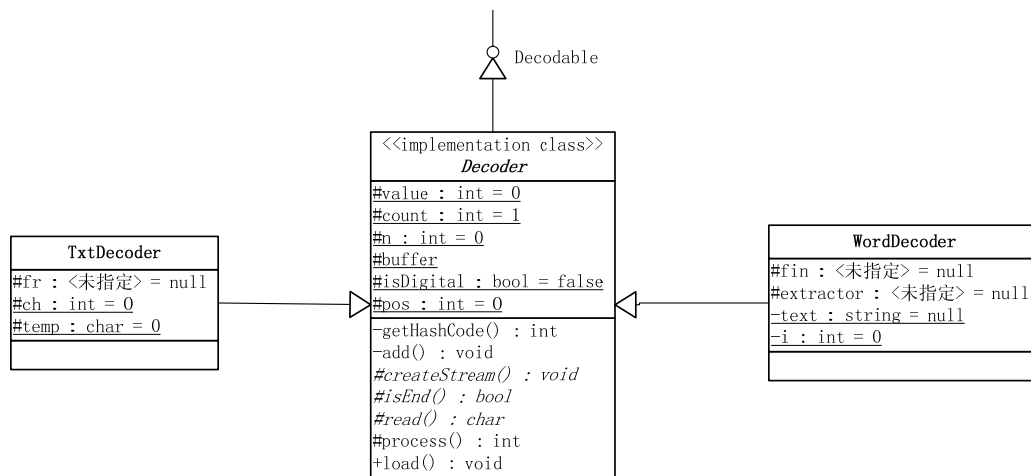 Decodable
<<implementation class>>
Decoder
#value : int = 0
#count : int = 1
#n : int = 0
#buffer
#isDigital : bool = false
#pos : int = 0
-getHashCode() : int
-add() : void
#createStream() : void
#isEnd() : bool
#read() : char
#process() : int
+load() : void
TxtDecoder
#fr : <未指定> = null
#ch : int = 0
#temp : char = 0
WordDecoder
#fin : <未指定> = null
#extractor : <未指定> = null
-text : string = null
-i : int = 0